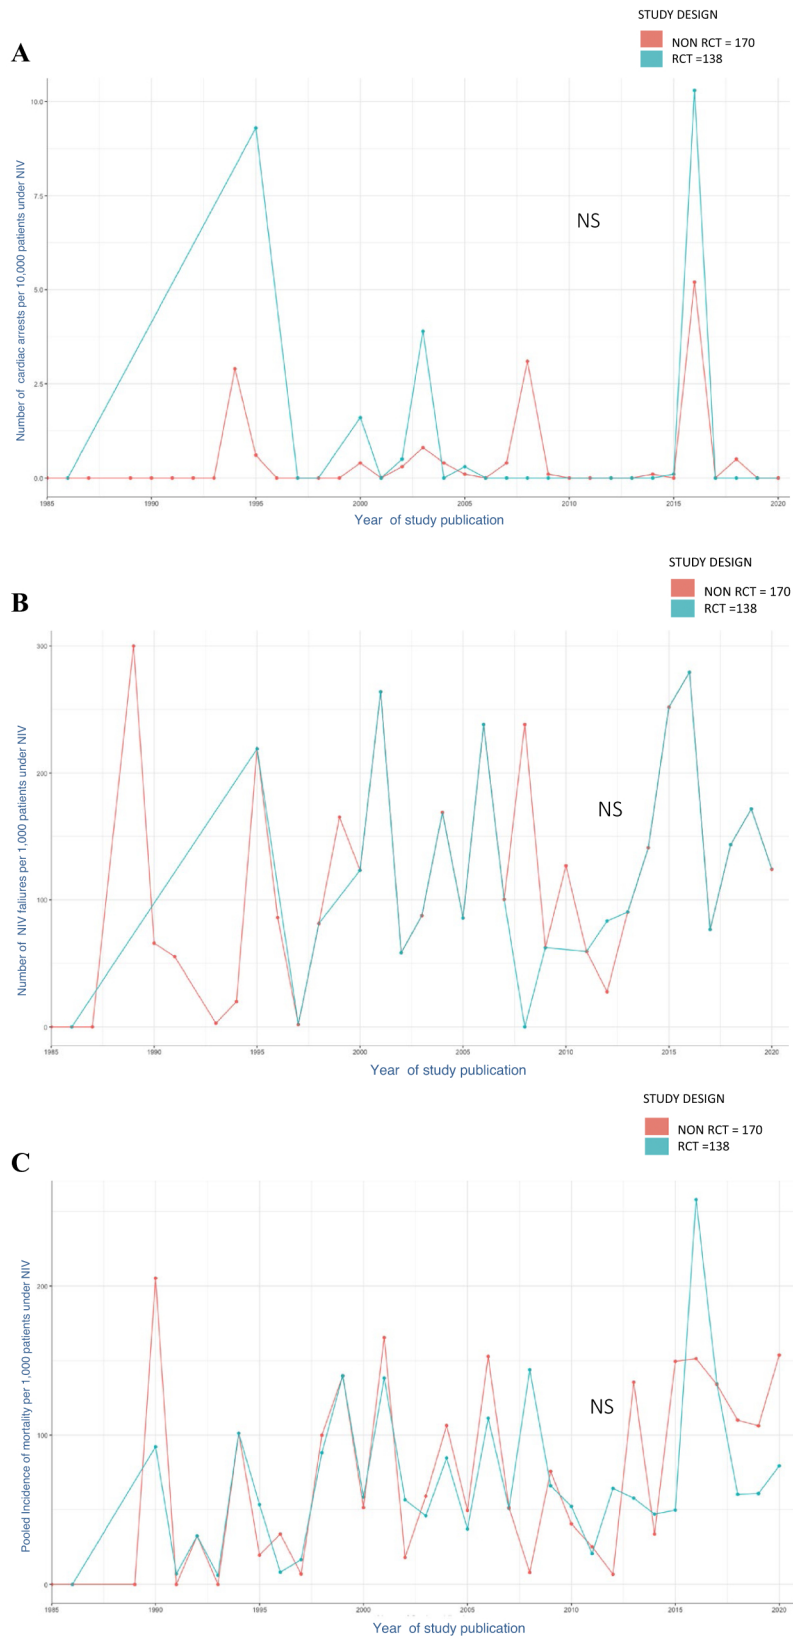 STUDY DESIGN
A
NON RCT = 170
RCT =138
Number of cardiac arrests per 10,000 patients under NIV
10.0
7.5
5.0
2.5
0.0
NS
1985 1990 1995 2000 2005 2010 2015 2020
Year of study publication
STUDY DESIGN
B
NON RCT = 170
RCT =138
Number of NIV faliures per 1,000 patients under NIV
300
200
100
0
NS
1985 1990 1995 2000 2005 2010 2015 2020
Year of study publication
STUDY DESIGN
C
NON RCT = 170
RCT =138
Pooled Incidence of mortality per 1,000 patients under NIV
200
100
0
NS
1985 1990 1995 2000 2005 2010 2015 2020
Year of study publication